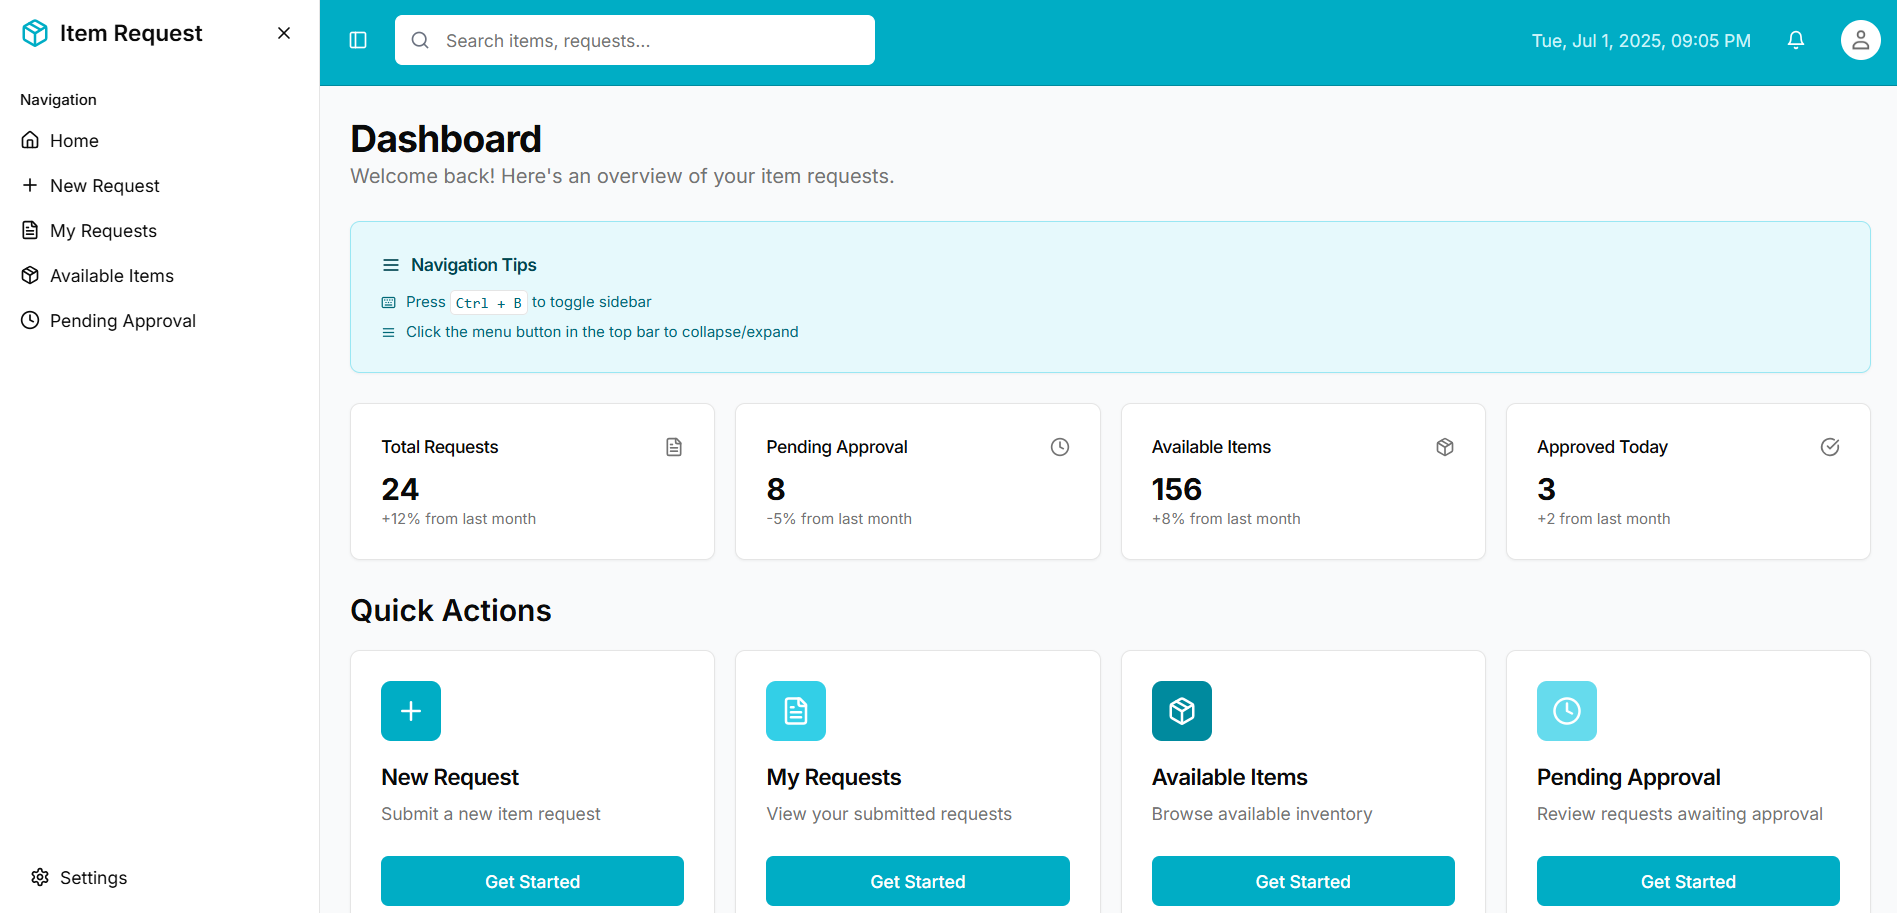 Item Request
Navigation
Home
New Request
My Requests
Available Items
Pending Approval
Settings
Search items, requests...
Tue, Jul 1, 2025, 09:05 PM
Dashboard
Welcome back! Here's an overview of your item requests.
Navigation Tips
Press Ctrl + B to toggle sidebar
Click the menu button in the top bar to collapse/expand
Total Requests
24
+12% from last month
Pending Approval
8
-5% from last month
Available Items
156
+8% from last month
Approved Today
3
+2 from last month
Quick Actions
New Request
Submit a new item request
Get Started
My Requests
View your submitted requests
Get Started
Available Items
Browse available inventory
Get Started
Pending Approval
Review requests awaiting approval
Get Started